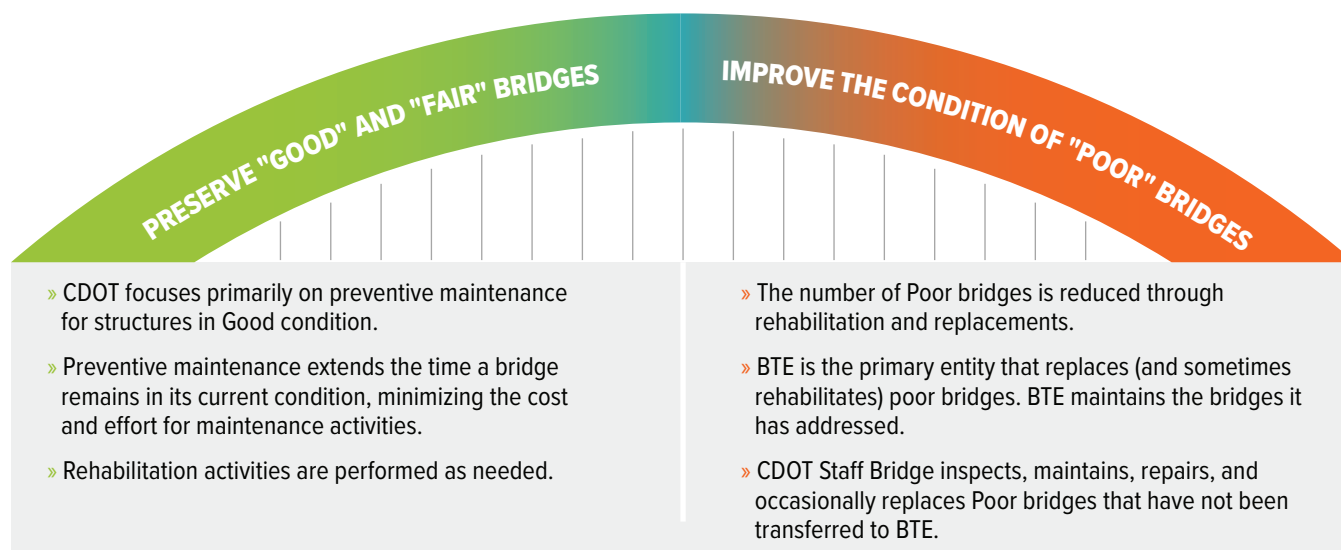 PRESERVE "GOOD" AND "FAIR" BRIDGES
» CDOT focuses primarily on preventive maintenance
for structures in Good condition.
» Preventive maintenance extends the time a bridge
remains in its current condition, minimizing the cost
and effort for maintenance activities.
» Rehabilitation activities are performed as needed.
IMPROVE THE CONDITION OF "POOR" BRIDGES
» The number of Poor bridges is reduced through
rehabilitation and replacements.
» BTE is the primary entity that replaces (and sometimes
rehabilitates) poor bridges. BTE maintains the bridges it
has addressed.
» CDOT Staff Bridge inspects, maintains, repairs, and
occasionally replaces Poor bridges that have not been
transferred to BTE.